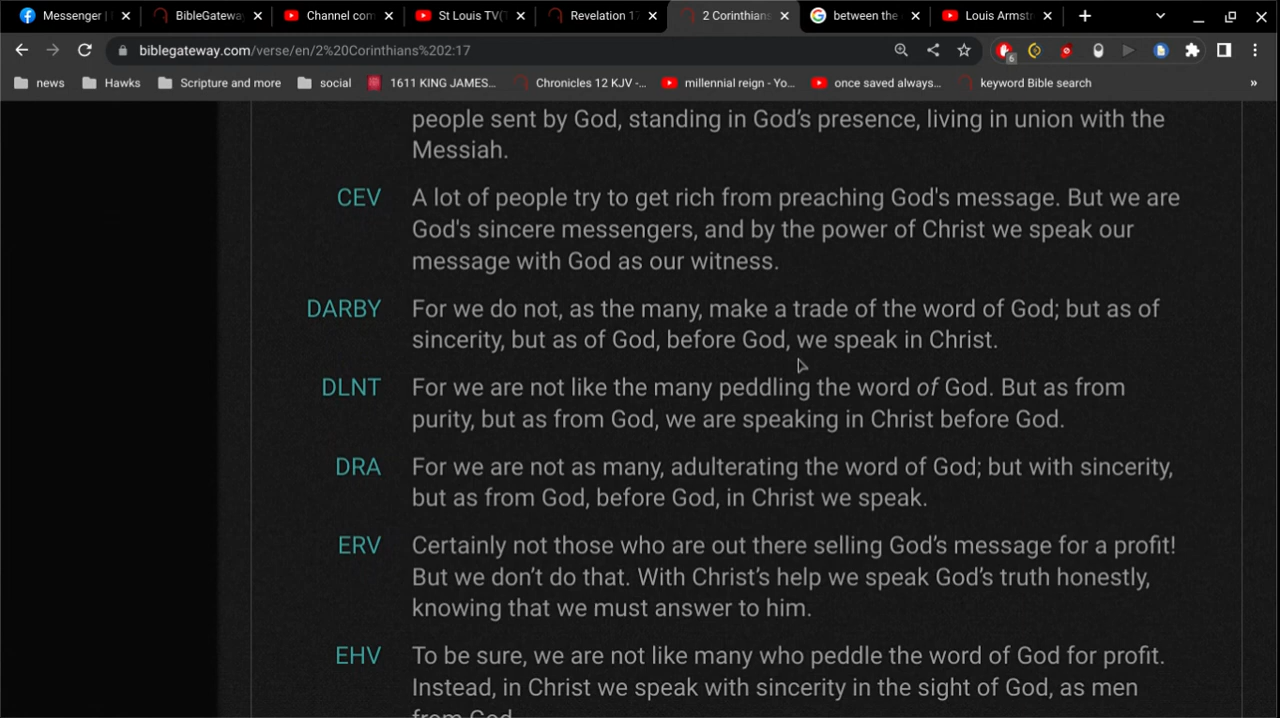 Messenger |
BibleGateway
Channel com
St Louis TV(
Revelation 17
2 Corinthians
between the
Louis Armstr
biblegateway.com/verse/en/2%20Corinthians%202:17
6
news
Hawks
Scripture and more
social
1611 KING JAMES...
Chronicles 12 KJV -...
millennial reign - Yo...
once saved always...
keyword Bible search
»
people sent by God, standing in God's presence, living in union with the
Messiah.
CEV A lot of people try to get rich from preaching God's message. But we are
God's sincere messengers, and by the power of Christ we speak our
message with God as our witness.
DARBY For we do not, as the many, make a trade of the word of God; but as of
sincerity, but as of God, before God, we speak in Christ.
DLNT For we are not like the many peddling the word of God. But as from
purity, but as from God, we are speaking in Christ before God.
DRA For we are not as many, adulterating the word of God; but with sincerity,
but as from God, before God, in Christ we speak.
ERV Certainly not those who are out there selling God's message for a profit!
But we don't do that. With Christ's help we speak God's truth honestly,
knowing that we must answer to him.
EHV To be sure, we are not like many who peddle the word of God for profit.
Instead, in Christ we speak with sincerity in the sight of God, as men
from God.